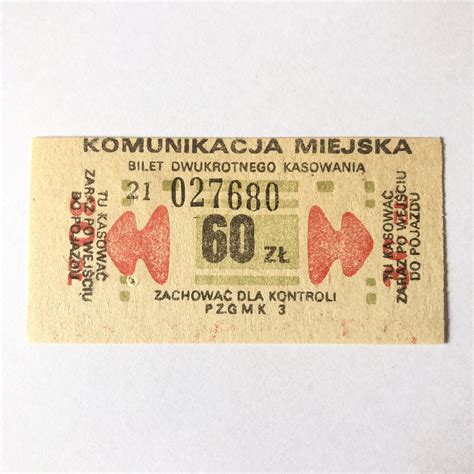 KOMUNIKACJA MIEJSKA
BILET DWUKROTNEGO KASOWANIA
21 027680
60 ZŁ
ZACHOWAĆ DLA KONTROLI
P.Z.G.M.K 3
TU KASOWAĆ
ZARAZ PO WEJŚCIU
DO POJAZDU
TU KASOWAĆ
ZARAZ PO WEJŚCIU
DO POJAZDU